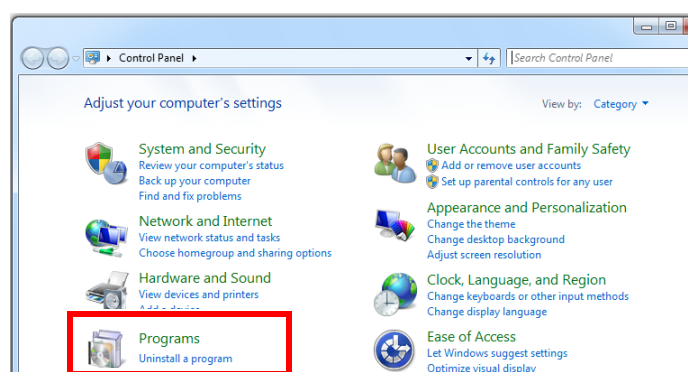 Control Panel
Search Control Panel
Adjust your computer's settings
View by: Category
System and Security
Review your computer's status
Back up your computer
Find and fix problems
Network and Internet
View network status and tasks
Choose homegroup and sharing options
Hardware and Sound
View devices and printers
Add a device
Programs
Uninstall a program
User Accounts and Family Safety
Add or remove user accounts
Set up parental controls for any user
Appearance and Personalization
Change the theme
Change desktop background
Adjust screen resolution
Clock, Language, and Region
Change keyboards or other input methods
Change display language
Ease of Access
Let Windows suggest settings
Optimize visual display